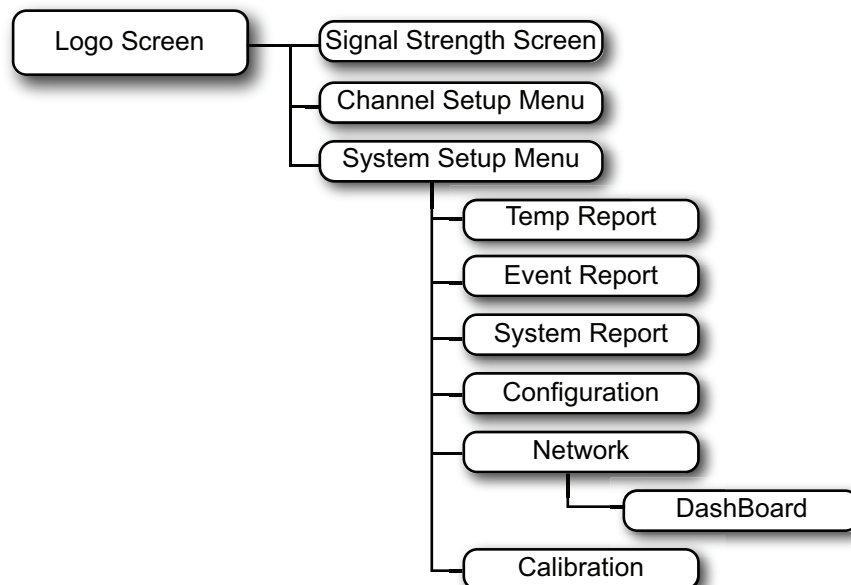 Logo Screen
Signal Strength Screen
Channel Setup Menu
System Setup Menu
Temp Report
Event Report
System Report
Configuration
Network
DashBoard
Calibration